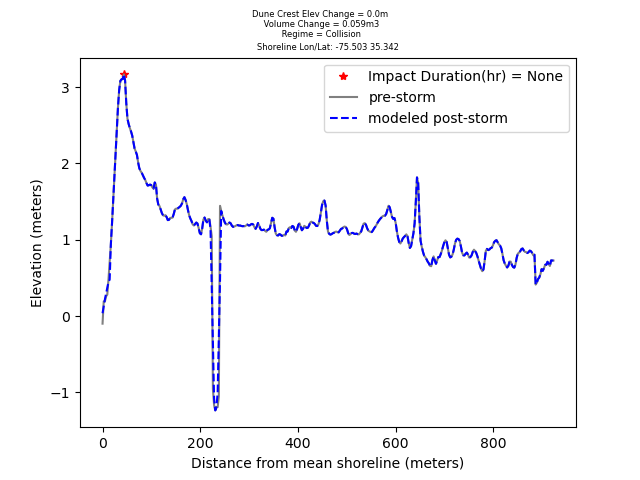 Dune Crest Elev Change = 0.0m
Volume Change = 0.059m3
Regime = Collision
Shoreline Lon/Lat: -75.503 35.342
Impact Duration(hr) = None
pre-storm
modeled post-storm
Elevation (meters)
3
2
1
0
−1
0 200 400 600 800
Distance from mean shoreline (meters)